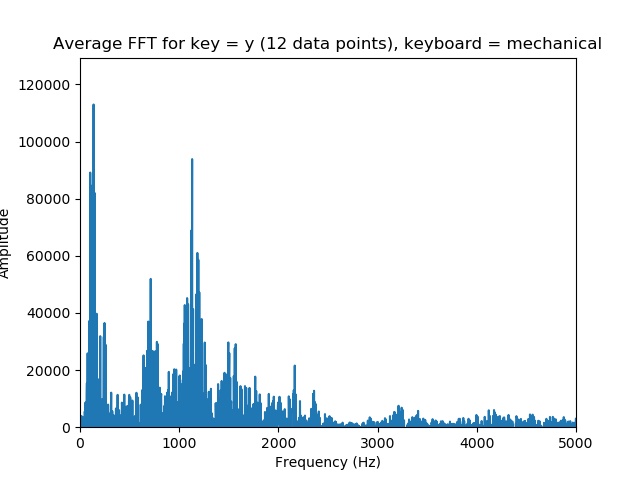 Average FFT for key = y (12 data points), keyboard = mechanical
120000
100000
80000
60000
40000
20000
0
Amplitude
0 1000 2000 3000 4000 5000
Frequency (Hz)